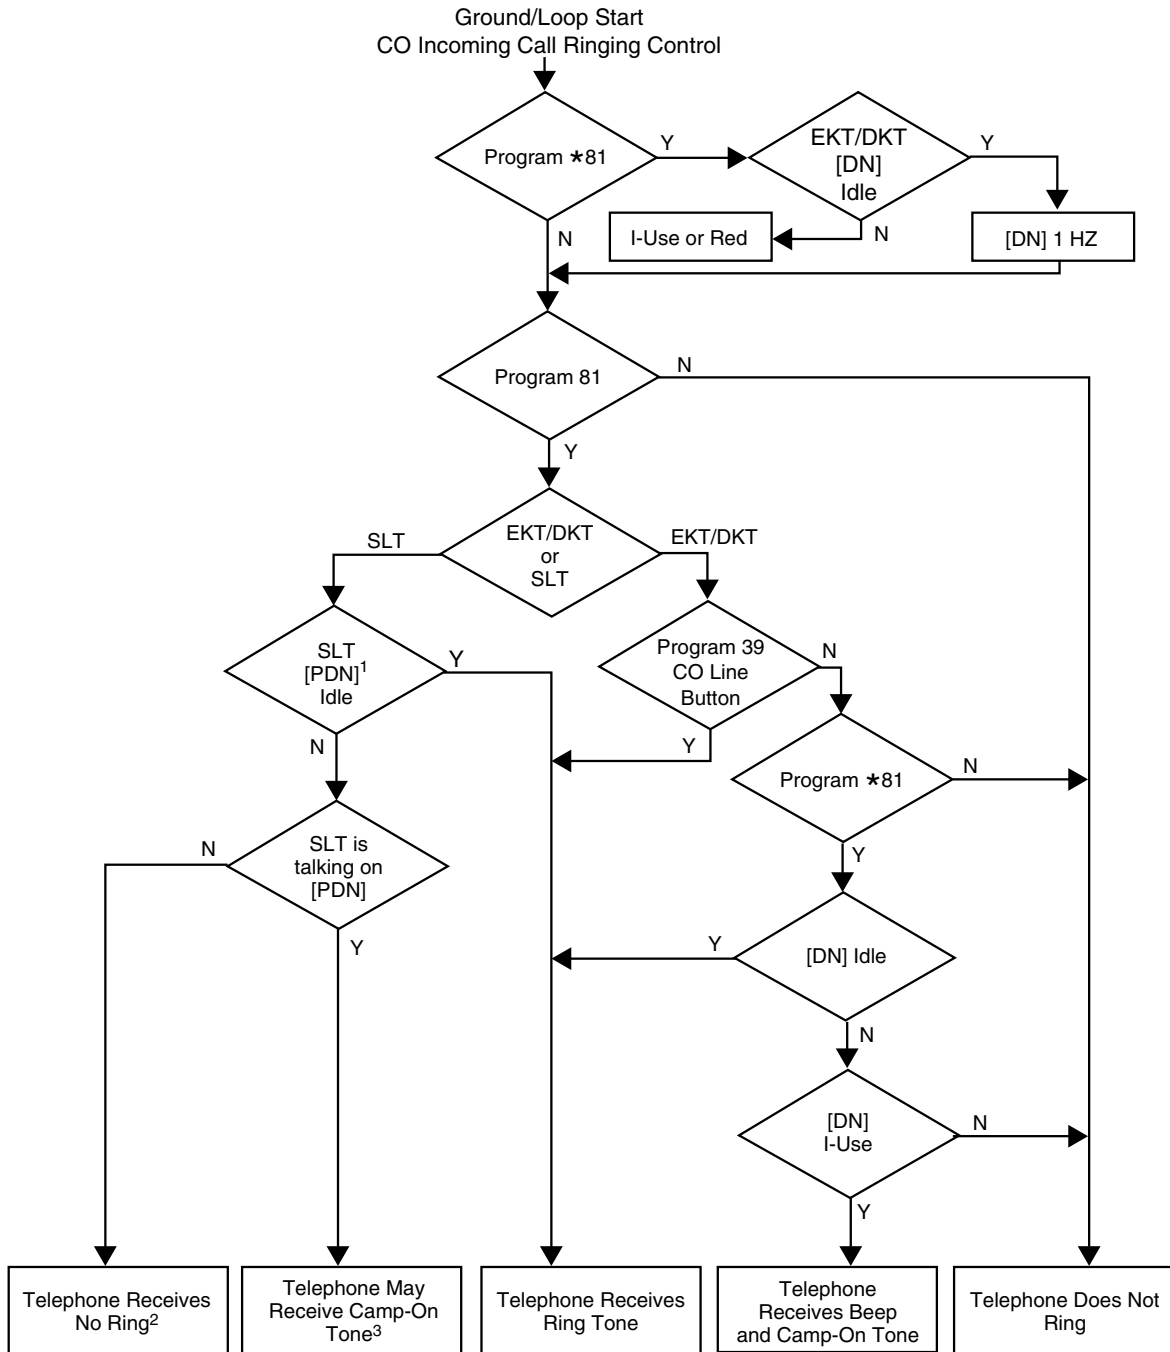 Ground/Loop Start
CO Incoming Call Ringing Control
Program *81
Y
EKT/DKT
[DN]
Idle
Y
N
I-Use or Red
N
[DN] 1 HZ
Program 81
N
Y
SLT
EKT/DKT
or
SLT
EKT/DKT
SLT
[PDN]1
Idle
Y
Program 39
CO Line
Button
N
N
Y
Program *81
N
N
SLT is
talking on
[PDN]
Y
Y
Y
[DN] Idle
N
[DN]
I-Use
N
Y
Telephone Receives
No Ring2
Telephone May
Receive Camp-On
Tone3
Telephone Receives
Ring Tone
Telephone
Receives Beep
and Camp-On Tone
Telephone Does Not
Ring